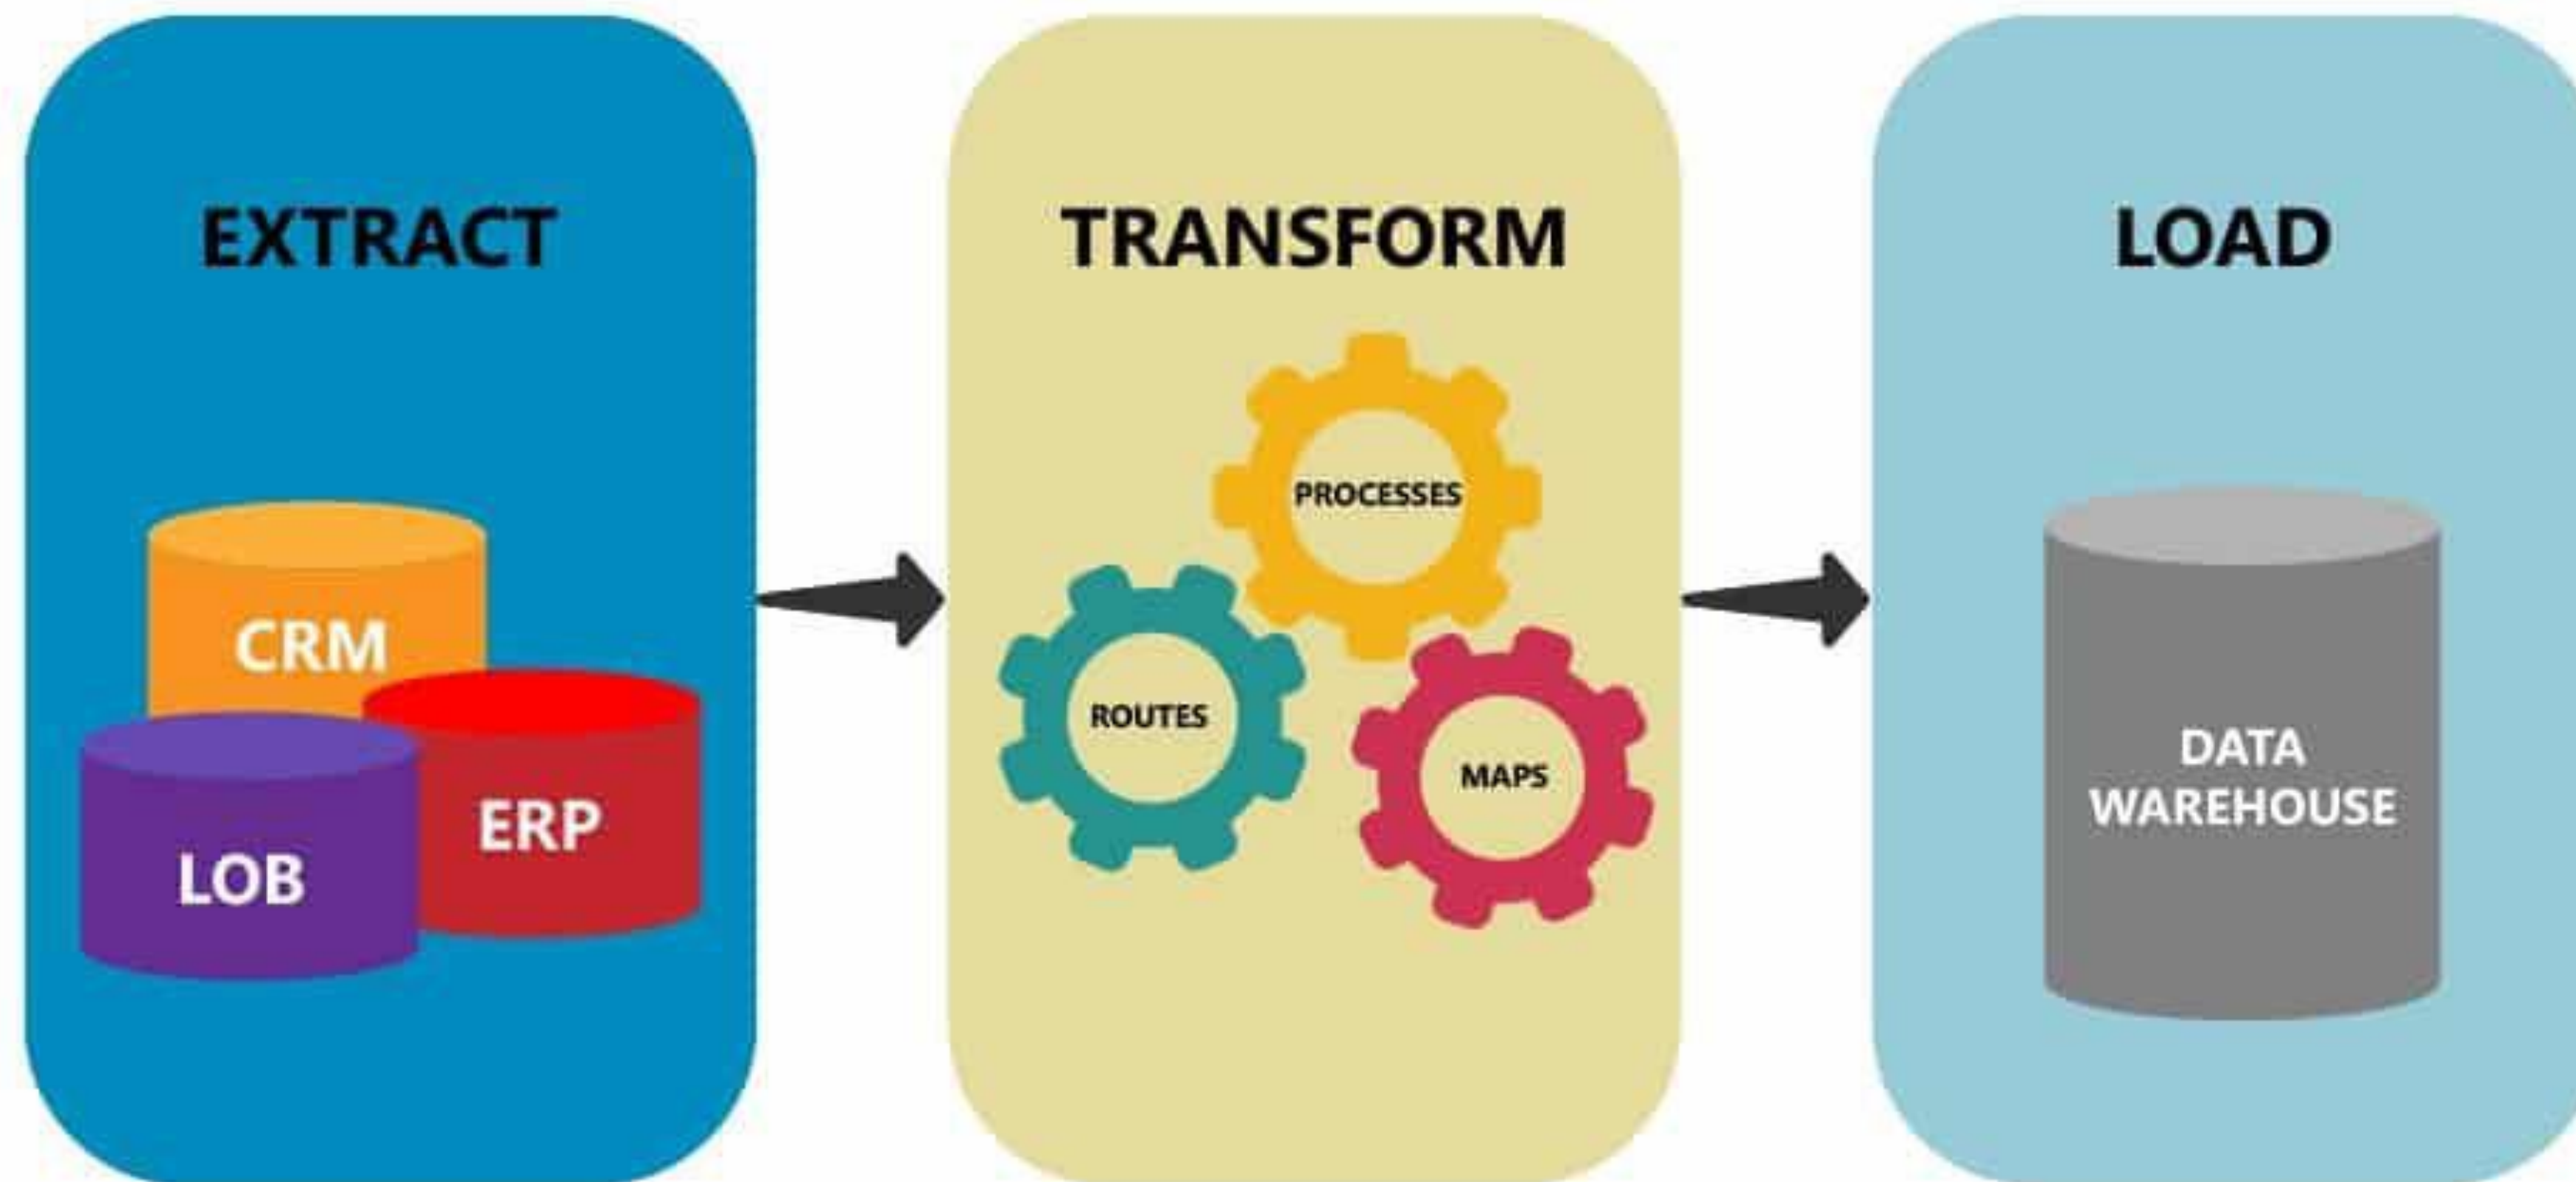 EXTRACT
CRM
ERP
LOB
TRANSFORM
PROCESSES
ROUTES
MAPS
LOAD
DATA
WAREHOUSE